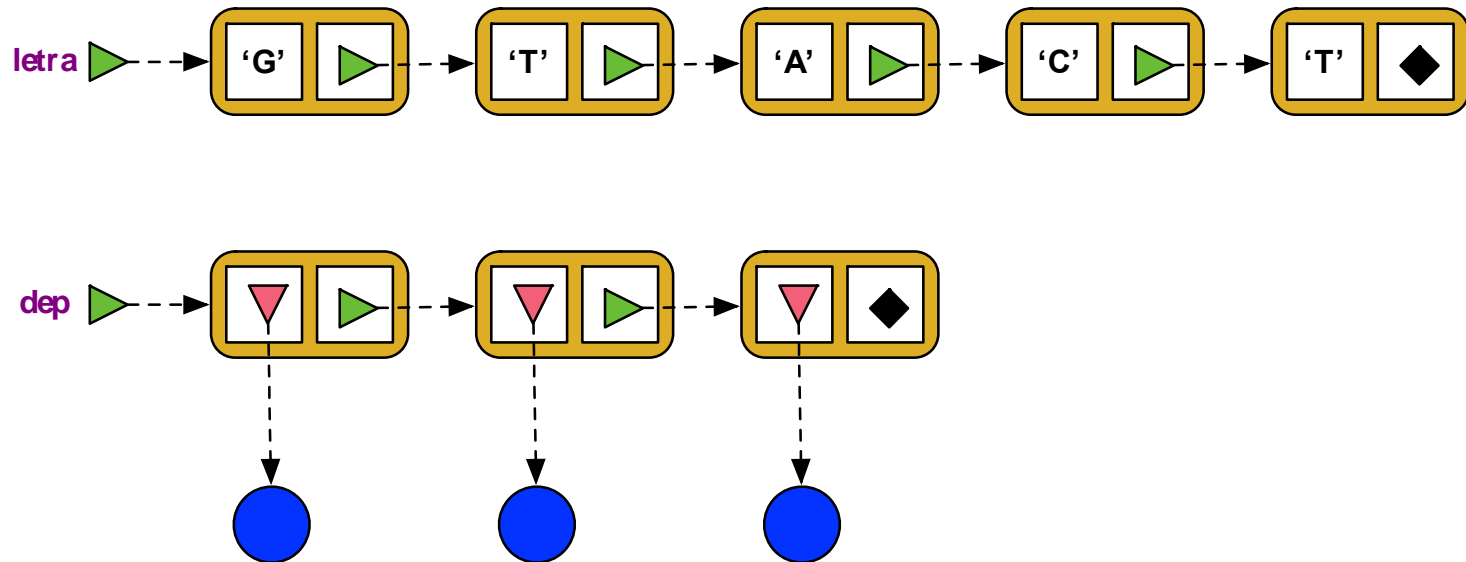 letra ‘G’ ‘T’ ‘A’ ‘C’ ‘T’
dep